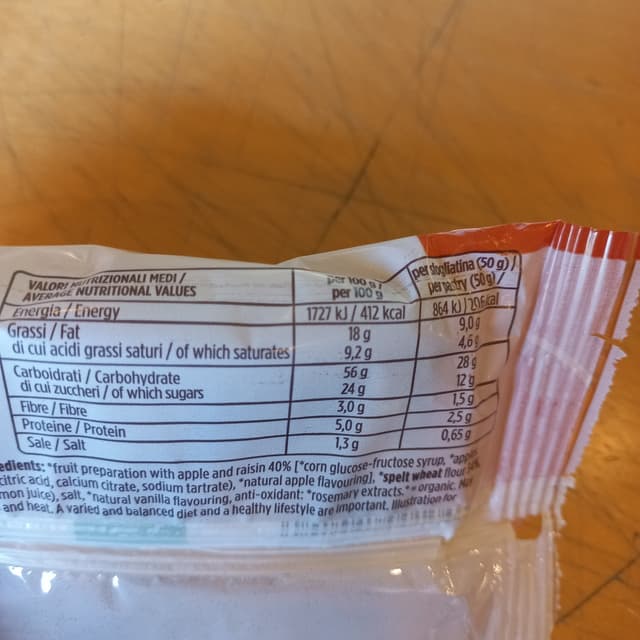 VALORI NUTRIZIONALI MEDI / per 100 g / per sfogliatina (50 g) /
AVERAGE NUTRITIONAL VALUES per 100 g per pastry (50 g)
Energia / Energy 1727 kJ / 412 kcal 864 kJ / 206 kcal
Grassi / Fat 18 g 9,0 g
di cui acidi grassi saturi / of which saturates 9,2 g 4,6 g
Carboidrati / Carbohydrate 56 g 28 g
di cui zuccheri / of which sugars 24 g 12 g
Fibre / Fibre 3,0 g 1,5 g
Proteine / Protein 5,0 g 2,5 g
Sale / Salt 1,3 g 0,65 g
edients: *fruit preparation with apple and raisin 40% [*corn glucose-fructose syrup,
citric acid, calcium citrate, sodium tartrate), *natural apple flavouring], *spelt wheat flour
mon juice), salt, *natural vanilla flavouring, anti-oxidant: *rosemary extracts. *= organic.
and heat. A varied and balanced diet and a healthy lifestyle are important. Illustration for